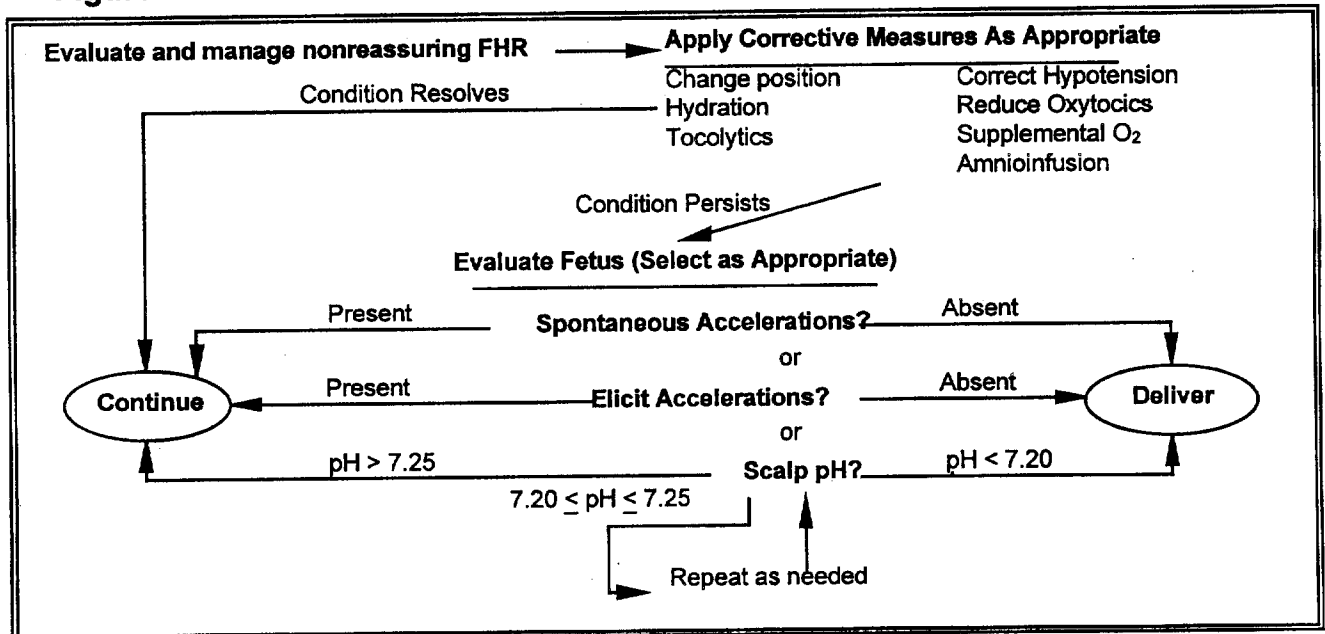 Evaluate and manage nonreassuring FHR
Apply Corrective Measures As Appropriate
Change position
Hydration
Tocolytics
Correct Hypotension
Reduce Oxytocics
Supplemental O₂
Amnioinfusion
Condition Resolves
Condition Persists
Evaluate Fetus (Select as Appropriate)
Present
Spontaneous Accelerations?
Absent
or
Continue
Present
Elicit Accelerations?
Absent
Deliver
or
pH > 7.25
Scalp pH?
pH < 7.20
7.20 ≤ pH ≤ 7.25
Repeat as needed